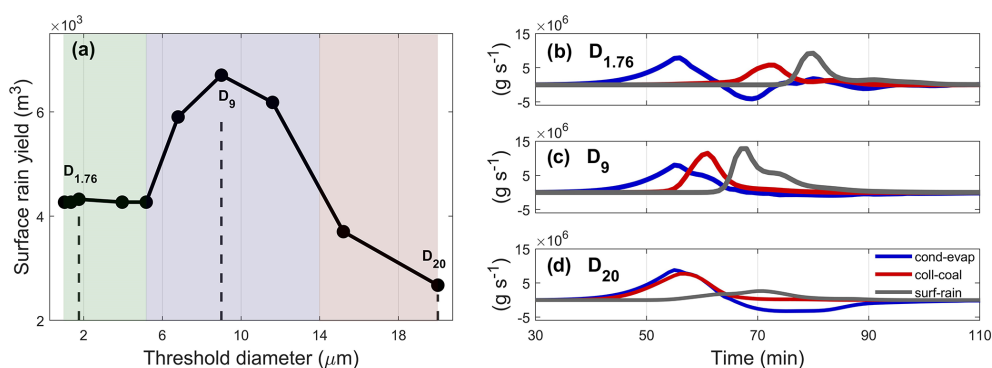 ×10³
(a)
Surface rain yield (m³)
6
4
2
D1.76
D9
D20
2 6 10 14 18
Threshold diameter (μm)
×10⁶
(b) D1.76
(g s⁻¹)
15
5
-5
×10⁶
(c) D9
(g s⁻¹)
15
5
-5
×10⁶
(d) D20
(g s⁻¹)
15
5
-5
cond-evap
coll-coal
surf-rain
30 50 70 90 110
Time (min)